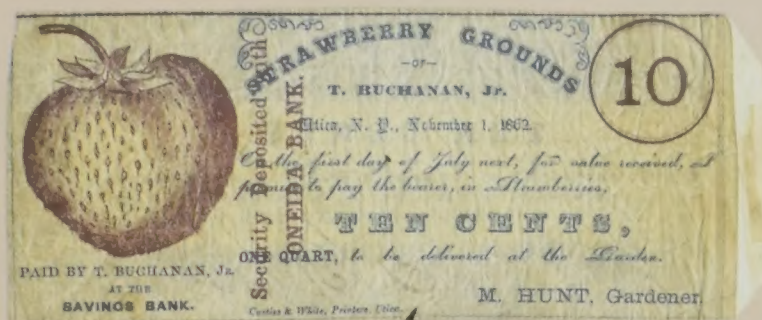 STRAWBERRY GROUNDS
—OF—
T. BUCHANAN, Jr.
10
Utica, N. Y., November 1, 1862.
On the first day of July next, for value received, I
promise to pay the bearer, in Strawberries,
TEN CENTS,
ONE QUART, to be delivered at the Garden.
M. HUNT, Gardener.
Curtiss & White, Printers, Utica.
Security Deposited with
ONEIDA BANK.
PAID BY T. BUCHANAN, Jr.
AT THE
SAVINGS BANK.